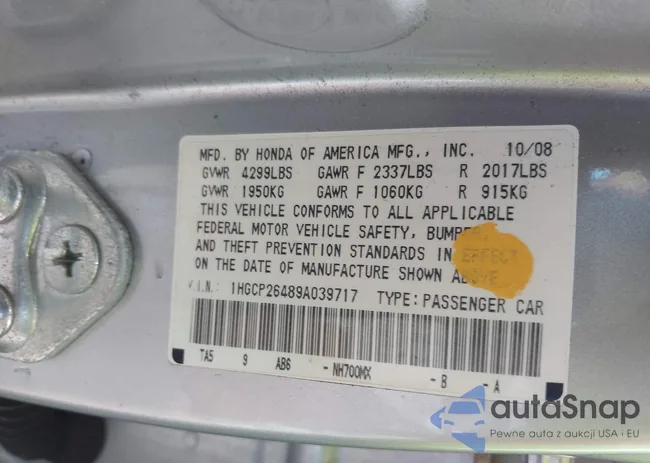 MFD. BY HONDA OF AMERICA MFG., INC. 10/08
GVWR 4299LBS GAWR F 2337LBS R 2017LBS
GVWR 1950KG GAWR F 1060KG R 915KG
THIS VEHICLE CONFORMS TO ALL APPLICABLE
FEDERAL MOTOR VEHICLE SAFETY, BUMPER,
AND THEFT PREVENTION STANDARDS IN EFFECT
ON THE DATE OF MANUFACTURE SHOWN ABOVE
V.I.N.: 1HGCP26489A039717 TYPE: PASSENGER CAR
TA5 9 AB6 -NH700MX -B -A
autoSnap
Pewne auta z aukcji USA i EU